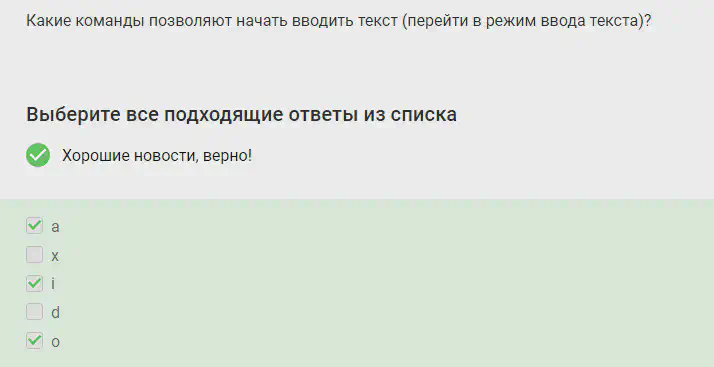 Какие команды позволяют начать вводить текст (перейти в режим ввода текста)?
Выберите все подходящие ответы из списка
Хорошие новости, верно!
a
x
i
d
o